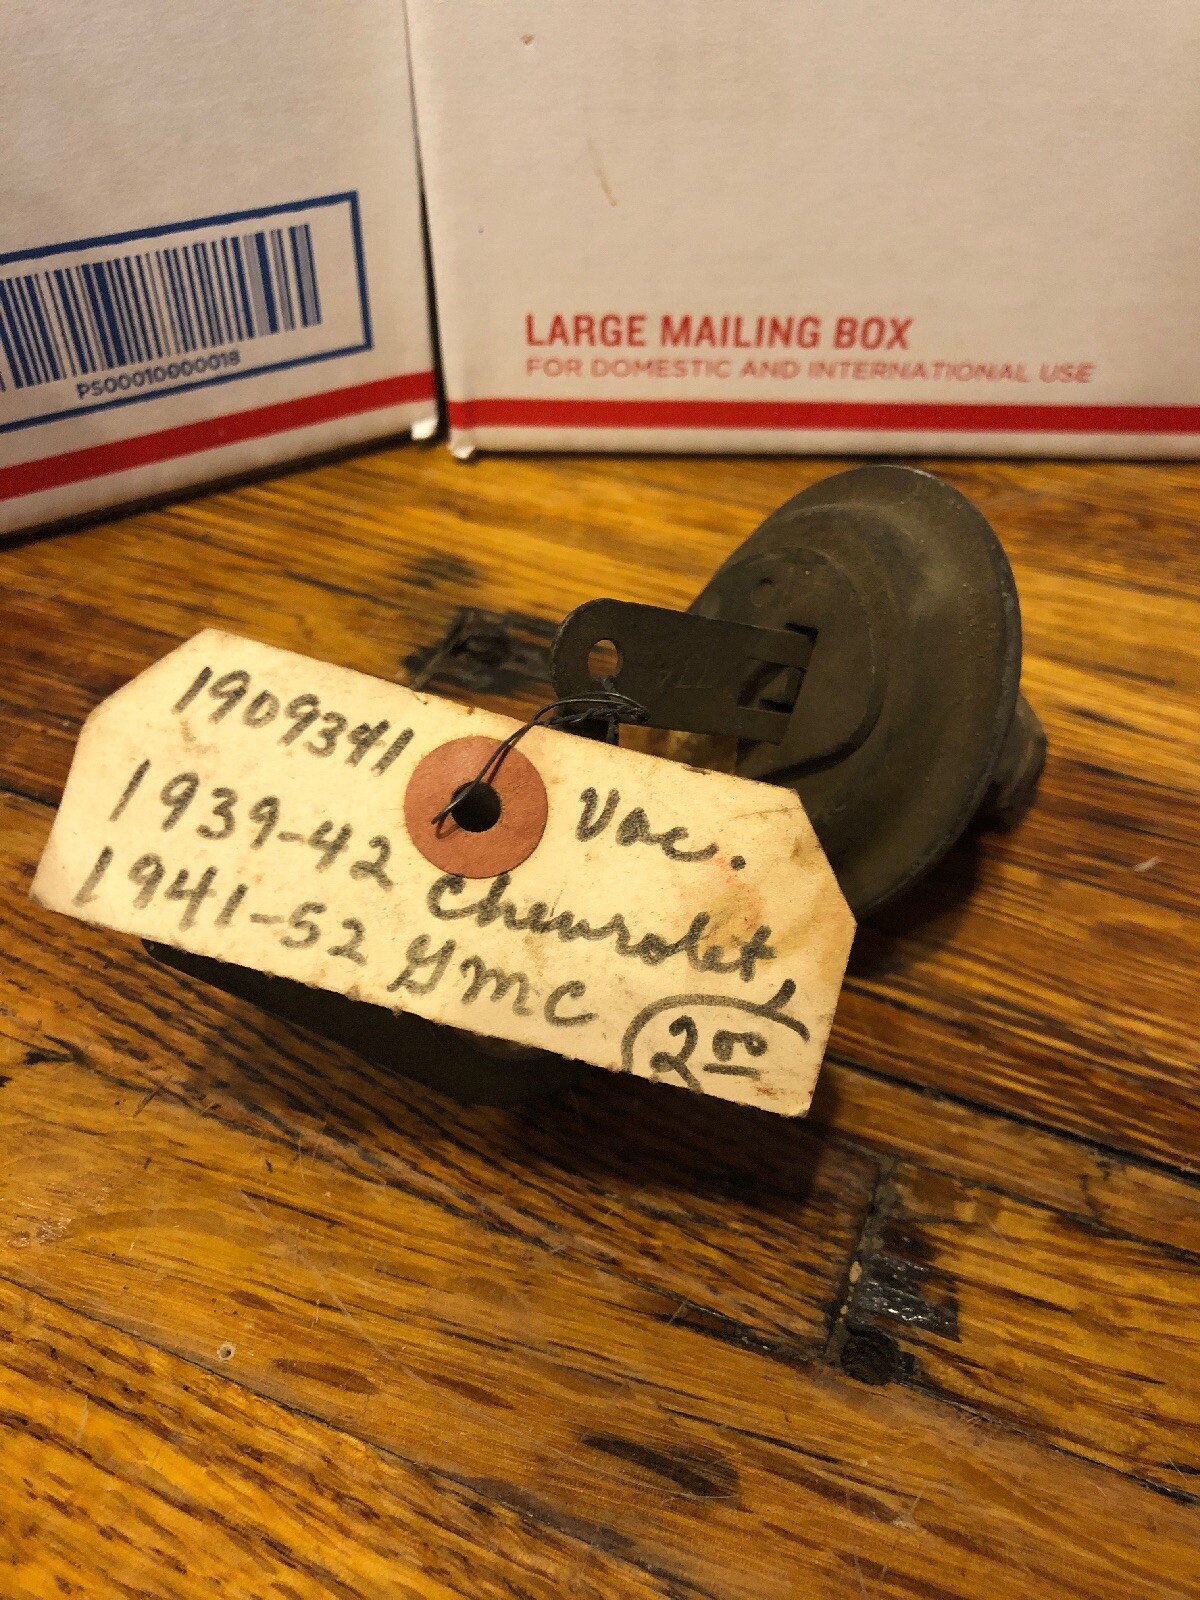 PS00010000018
LARGE MAILING BOX
FOR DOMESTIC AND INTERNATIONAL USE
1909341 Vac.
1939-42 Chevrolet,
1941-52 GMC
2.00